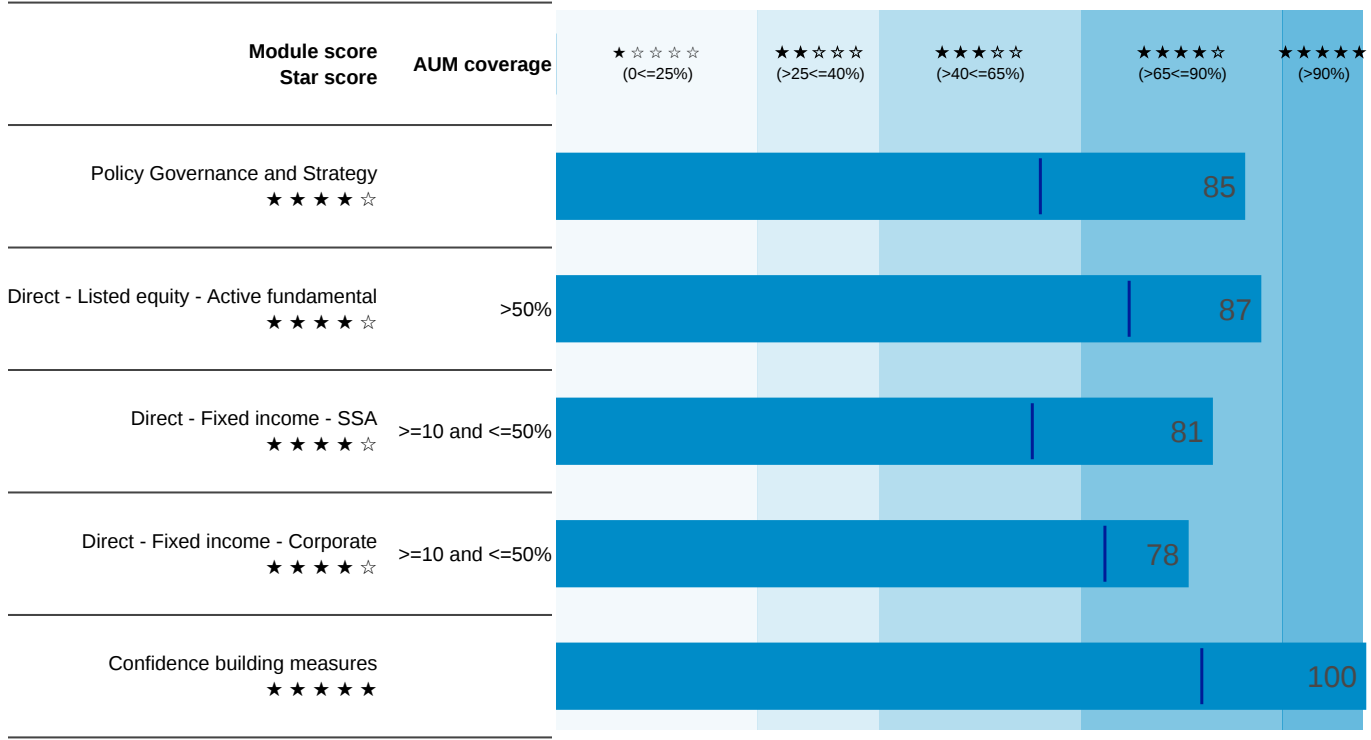 Module score
Star score
AUM coverage
★☆☆☆☆
(0<=25%)
★★☆☆☆
(>25<=40%)
★★★☆☆
(>40<=65%)
★★★★☆
(>65<=90%)
★★★★★
(>90%)
Policy Governance and Strategy
★★★★☆
85
Direct - Listed equity - Active fundamental
★★★★☆
>50%
87
Direct - Fixed income - SSA
★★★★☆
>=10 and <=50%
81
Direct - Fixed income - Corporate
★★★★☆
>=10 and <=50%
78
Confidence building measures
★★★★★
100